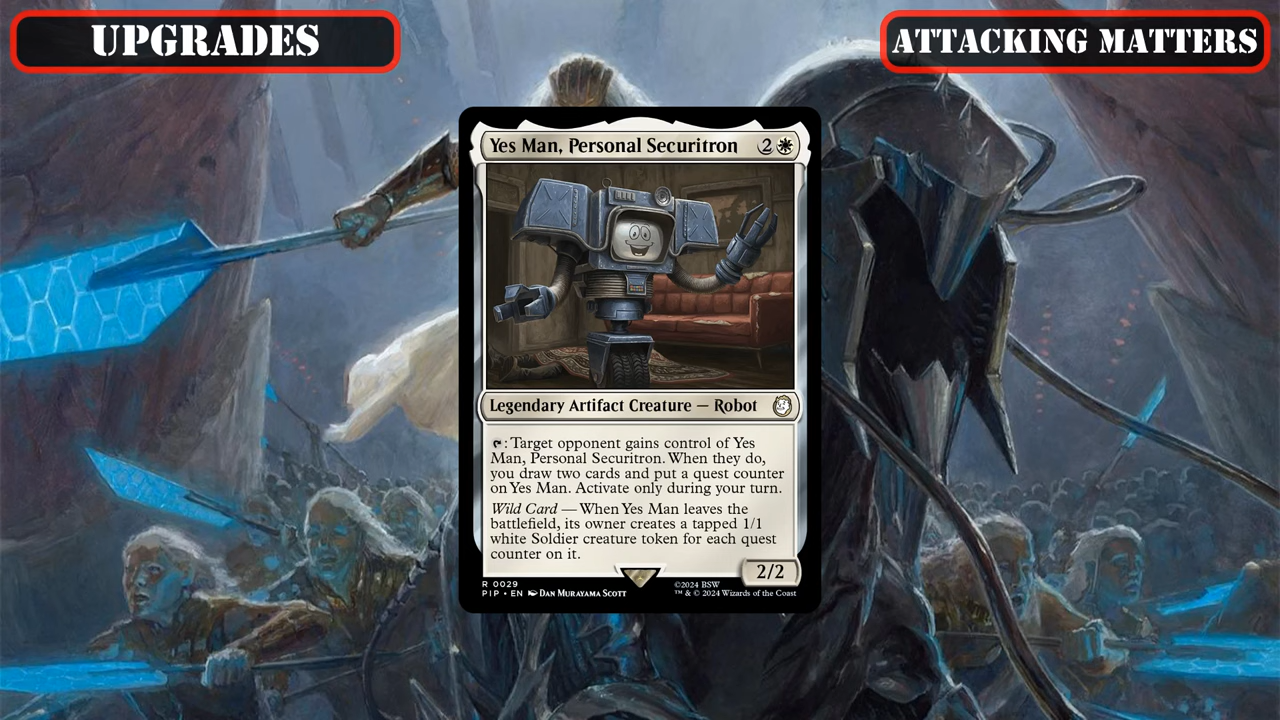 UPGRADES
ATTACKING MATTERS
Yes Man, Personal Securitron 2
Legendary Artifact Creature — Robot
: Target opponent gains control of Yes
Man, Personal Securitron. When they do,
you draw two cards and put a quest counter
on Yes Man. Activate only during your turn.
Wild Card — When Yes Man leaves the
battlefield, its owner creates a tapped 1/1
white Soldier creature token for each quest
counter on it.
2/2
R 0029
PIP • EN Dan Murayama Scott
©2024 BSW
™ & © 2024 Wizards of the Coast